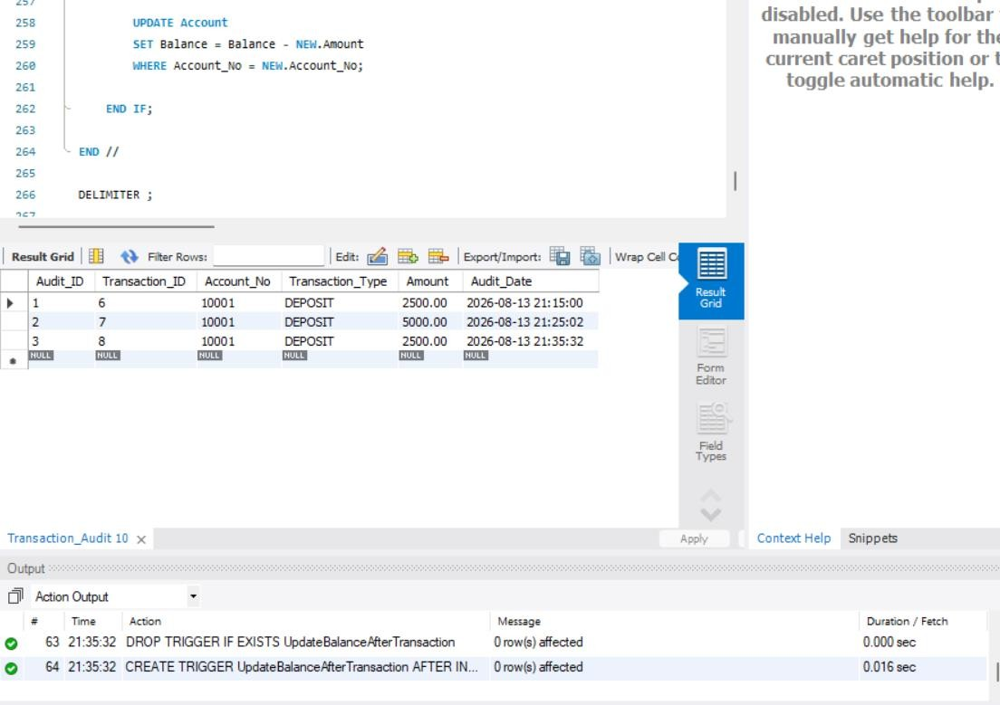 257
258 UPDATE Account
259 SET Balance = Balance - NEW.Amount
260 WHERE Account_No = NEW.Account_No;
261
262 END IF;
263
264 END //
265
266 DELIMITER ;
267
disabled. Use the toolbar
manually get help for the
current caret position or t
toggle automatic help.
Result Grid Filter Rows: Edit: Export/Import: Wrap Cell Co
Audit_ID Transaction_ID Account_No Transaction_Type Amount Audit_Date
1 6 10001 DEPOSIT 2500.00 2026-08-13 21:15:00
2 7 10001 DEPOSIT 5000.00 2026-08-13 21:25:02
3 8 10001 DEPOSIT 2500.00 2026-08-13 21:35:32
NULL NULL NULL NULL NULL NULL
Result
Grid
Form
Editor
Field
Types
Transaction_Audit 10
Apply
Context Help Snippets
Output
Action Output
# Time Action Message Duration / Fetch
63 21:35:32 DROP TRIGGER IF EXISTS UpdateBalanceAfterTransaction 0 row(s) affected 0.000 sec
64 21:35:32 CREATE TRIGGER UpdateBalanceAfterTransaction AFTER IN... 0 row(s) affected 0.016 sec